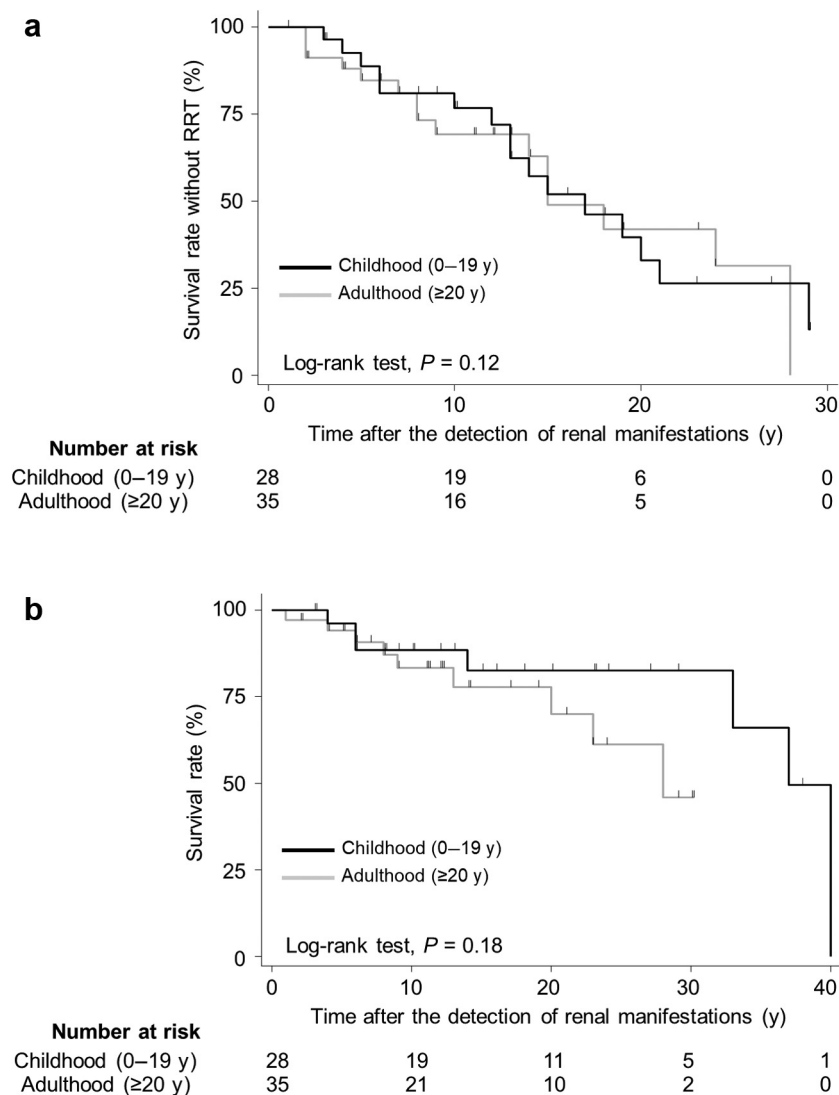 a
100
75
50
25
0
Survival rate without RRT (%)
Childhood (0–19 y)
Adulthood (≥20 y)
Log-rank test, P = 0.12
0 10 20 30
Time after the detection of renal manifestations (y)
Number at risk
Childhood (0–19 y) 28 19 6 0
Adulthood (≥20 y) 35 16 5 0
b
100
75
50
25
0
Survival rate (%)
Childhood (0–19 y)
Adulthood (≥20 y)
Log-rank test, P = 0.18
0 10 20 30 40
Time after the detection of renal manifestations (y)
Number at risk
Childhood (0–19 y) 28 19 11 5 1
Adulthood (≥20 y) 35 21 10 2 0